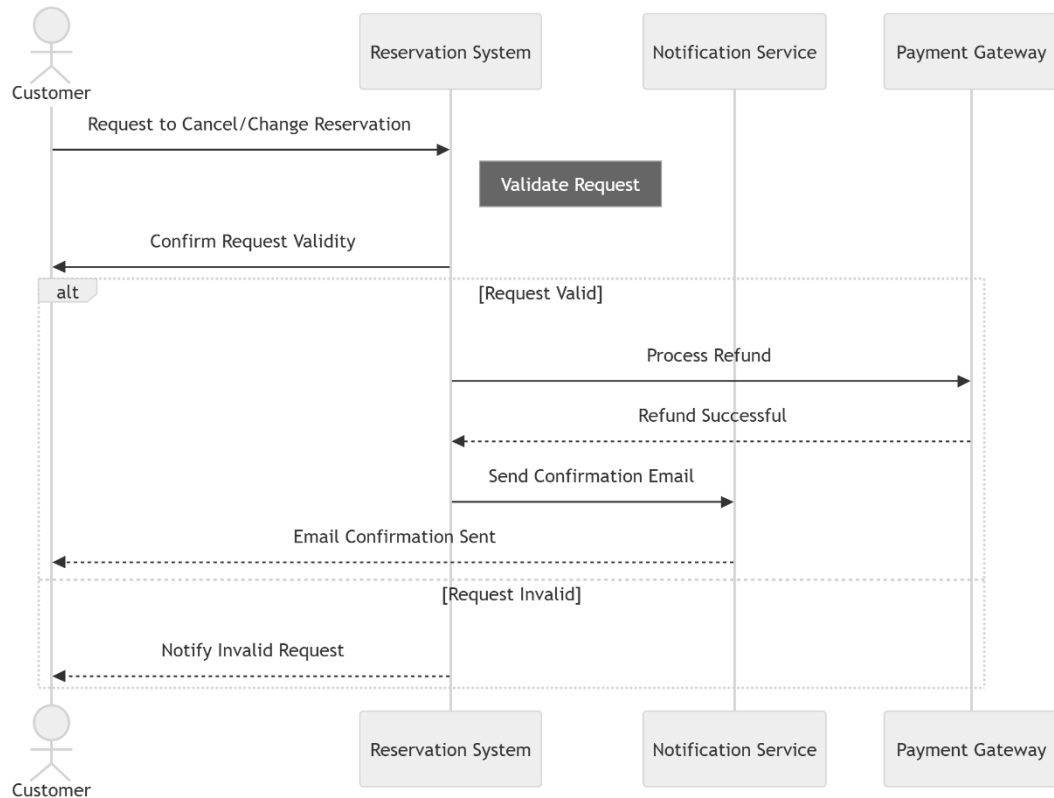 Customer
Reservation System
Notification Service
Payment Gateway
Request to Cancel/Change Reservation
Validate Request
Confirm Request Validity
alt
[Request Valid]
Process Refund
Refund Successful
Send Confirmation Email
Email Confirmation Sent
[Request Invalid]
Notify Invalid Request
Customer
Reservation System
Notification Service
Payment Gateway